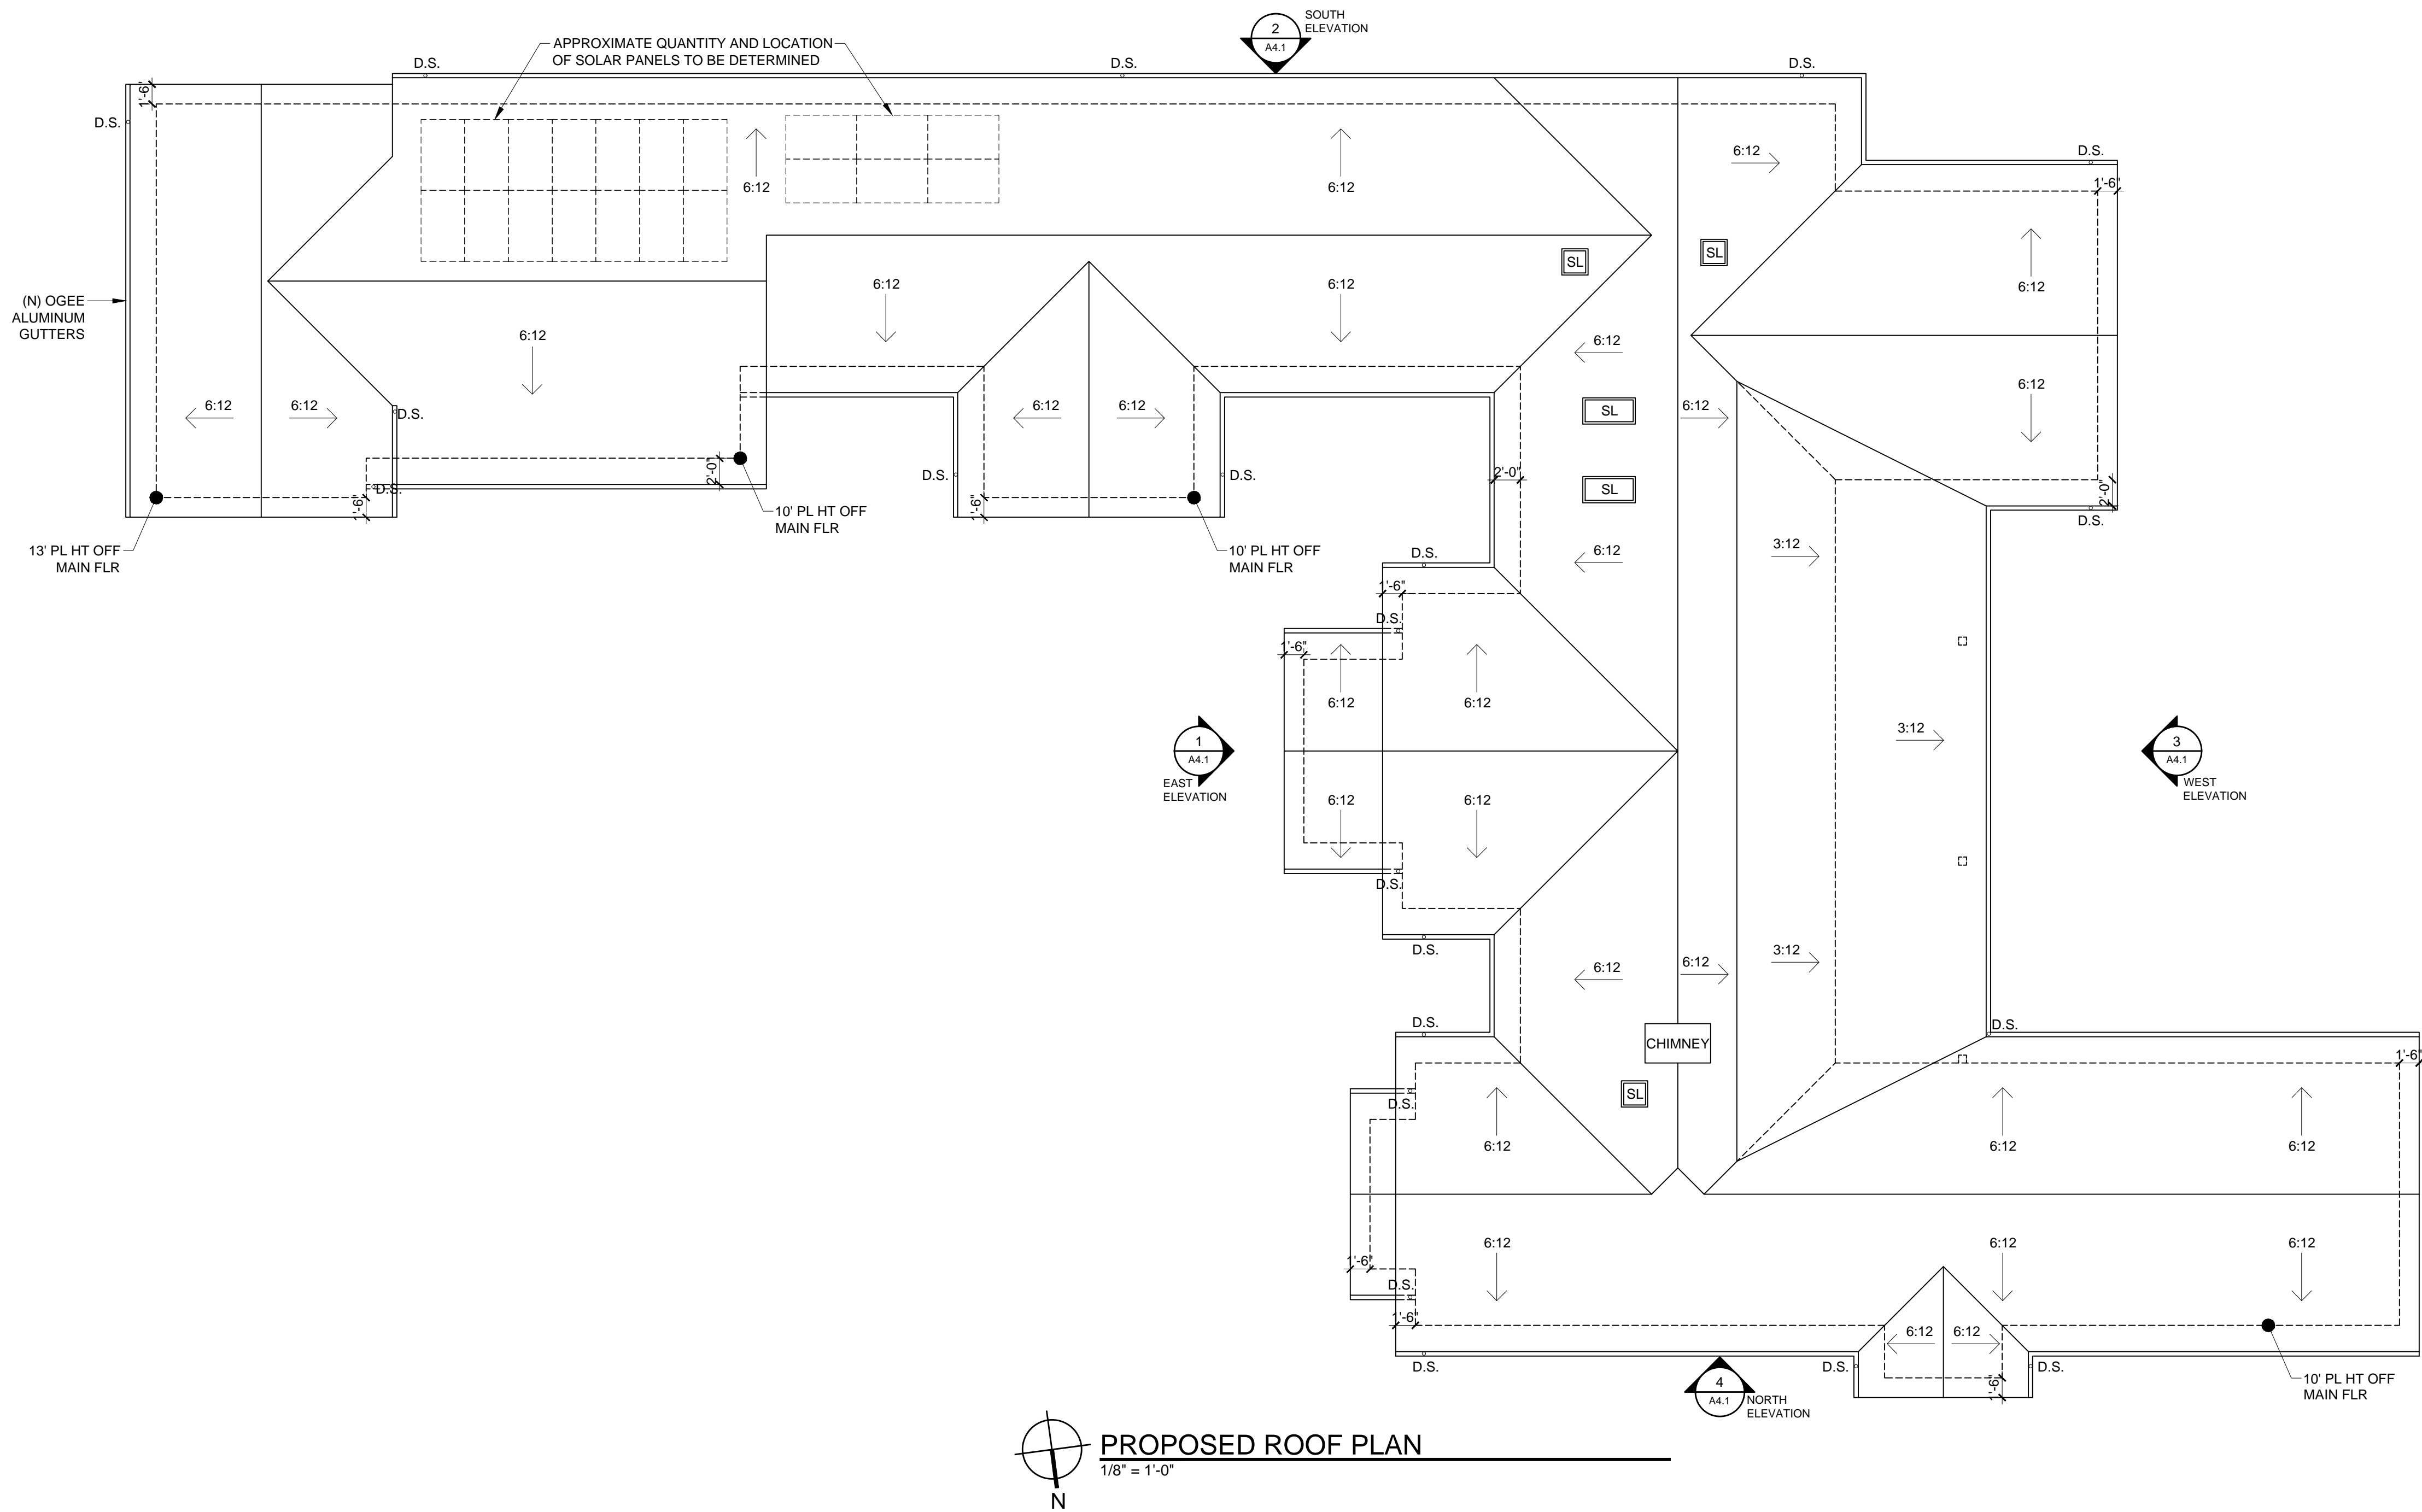 2
A4.1
SOUTH
ELEVATION
APPROXIMATE QUANTITY AND LOCATION
OF SOLAR PANELS TO BE DETERMINED
D.S.
D.S.
D.S.
1'-6"
D.S.
6:12
D.S.
1'-6"
6:12
6:12
SL
SL
(N) OGEE
ALUMINUM
GUTTERS
6:12
6:12
6:12
6:12
6:12
6:12
6:12
6:12
D.S.
6:12
6:12
6:12
6:12
SL
2'-0"
D.S.
1'-6"
D.S.
D.S.
1'-6"
2'-0"
SL
2'-0"
D.S.
10' PL HT OFF
MAIN FLR
13' PL HT OFF
MAIN FLR
10' PL HT OFF
MAIN FLR
D.S.
6:12
3:12
1'-6"
D.S.
1'-6"
6:12
6:12
3:12
1
A4.1
EAST
ELEVATION
3
A4.1
WEST
ELEVATION
6:12
6:12
D.S.
D.S.
6:12
6:12
3:12
D.S.
CHIMNEY
D.S.
1'-6"
SL
D.S.
6:12
6:12
6:12
6:12
6:12
6:12
1'-6"
D.S.
1'-6"
6:12
6:12
D.S.
D.S.
D.S.
1'-6"
10' PL HT OFF
MAIN FLR
4
A4.1
NORTH
ELEVATION
PROPOSED ROOF PLAN
1/8" = 1'-0"
N